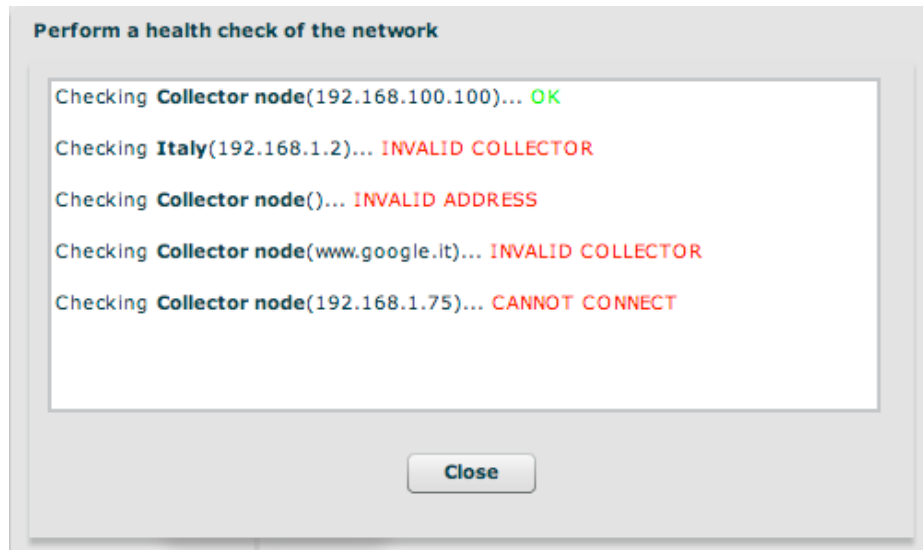 Perform a health check of the network
Checking Collector node(192.168.100.100)... OK
Checking Italy(192.168.1.2)... INVALID COLLECTOR
Checking Collector node()... INVALID ADDRESS
Checking Collector node(www.google.it)... INVALID COLLECTOR
Checking Collector node(192.168.1.75)... CANNOT CONNECT
Close